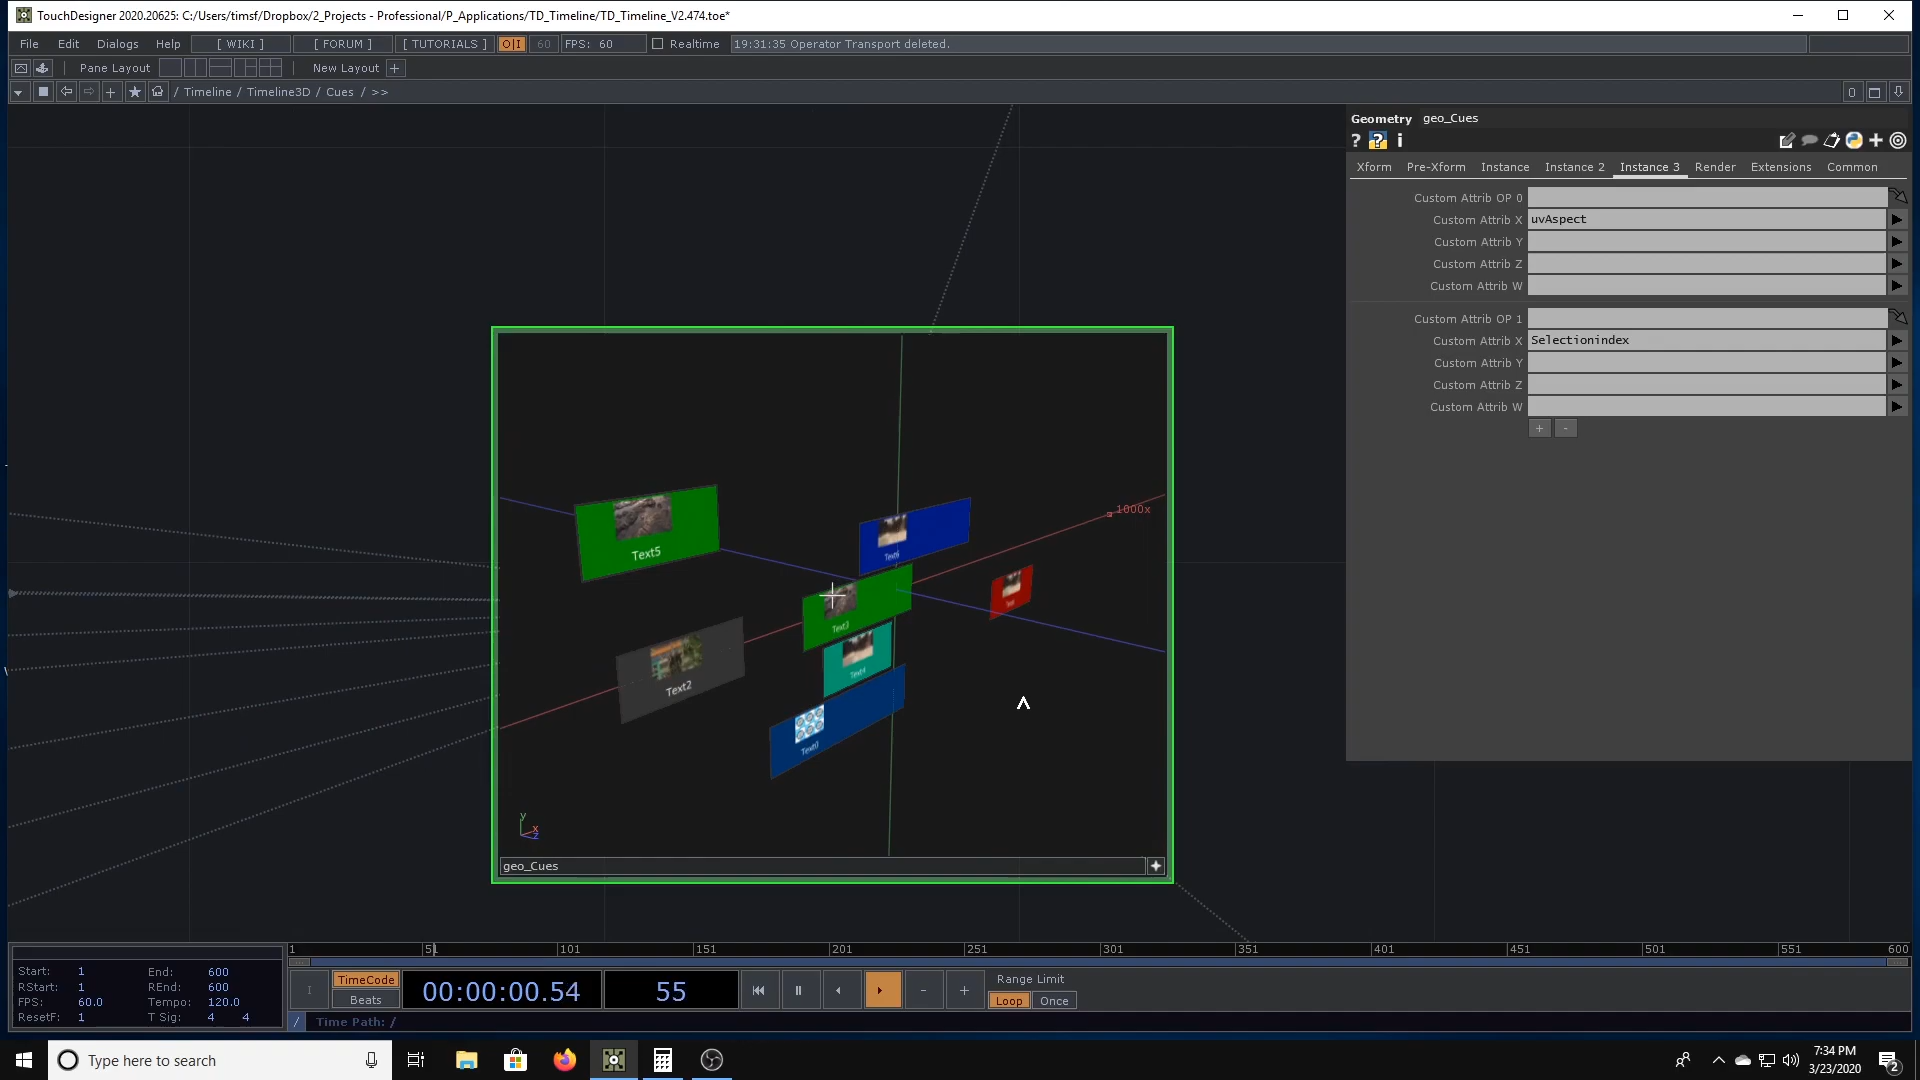 TouchDesigner 2020.20625: C:/Users/timsf/Dropbox/2_Projects - Professional/P_Applications/TD_Timeline/TD_Timeline_V2.474.toe*
File Edit Dialogs Help [ WIKI ] [ FORUM ] [ TUTORIALS ] O|I 60 FPS: 60 Realtime 19:31:35 Operator Transport deleted.
Pane Layout New Layout +
/ Timeline / Timeline3D / Cues / >> 0
Geometry geo_Cues
? ? i
Xform Pre-Xform Instance Instance 2 Instance 3 Render Extensions Common
Custom Attrib OP 0
Custom Attrib X uvAspect
Custom Attrib Y
Custom Attrib Z
Custom Attrib W
Custom Attrib OP 1
Custom Attrib X Selectionindex
Custom Attrib Y
Custom Attrib Z
Custom Attrib W
+ -
1000x
Text5
Text3
Text4
Text2
y
x
z
geo_Cues
1 51 101 151 201 251 301 351 401 451 501 551 600
Start: 1 End: 600
RStart: 1 REnd: 600
FPS: 60.0 Tempo: 120.0
ResetF: 1 T Sig: 4 4
TimeCode
Beats
00:00:00.54
55
- +
Range Limit
Loop Once
/ Time Path: /
Type here to search
7:34 PM
3/23/2020
2